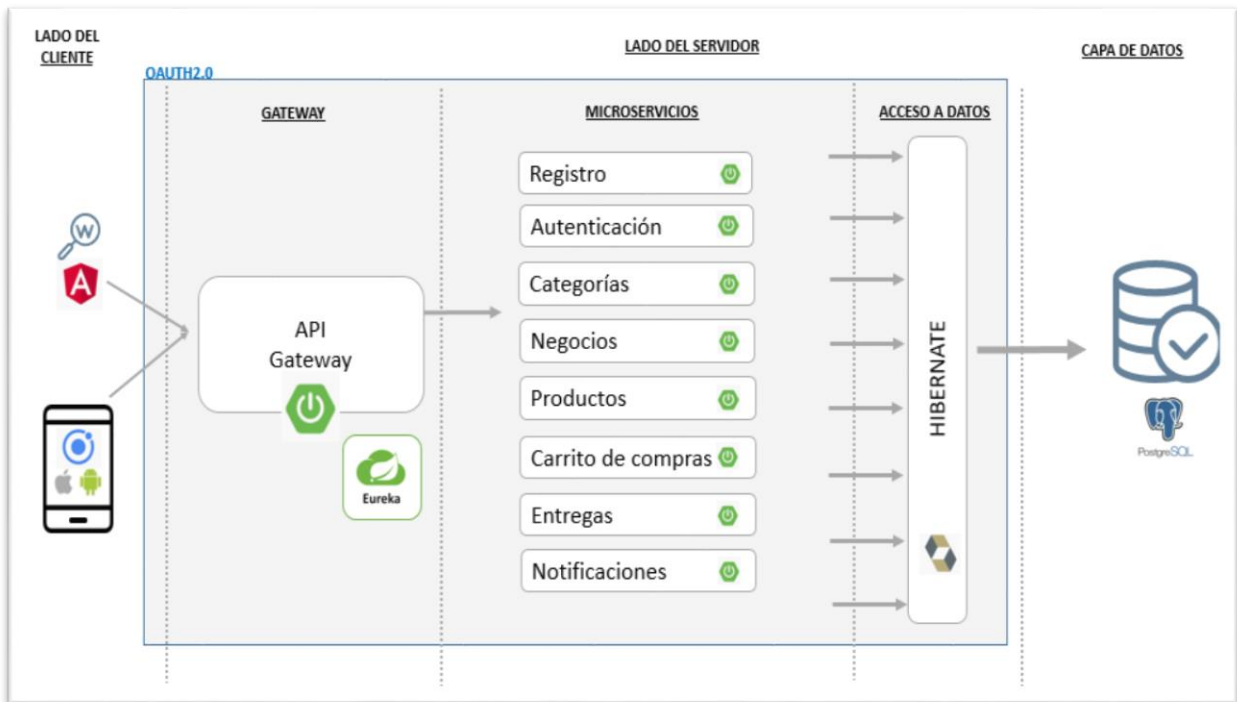 LADO DEL
CLIENTE
LADO DEL SERVIDOR
CAPA DE DATOS
OAUTH2.0
GATEWAY
MICROSERVICIOS
ACCESO A DATOS
Registro
Autenticación
Categorías
Negocios
Productos
Carrito de compras
Entregas
Notificaciones
API
Gateway
Eureka
W
A
HIBERNATE
PostgreSQL